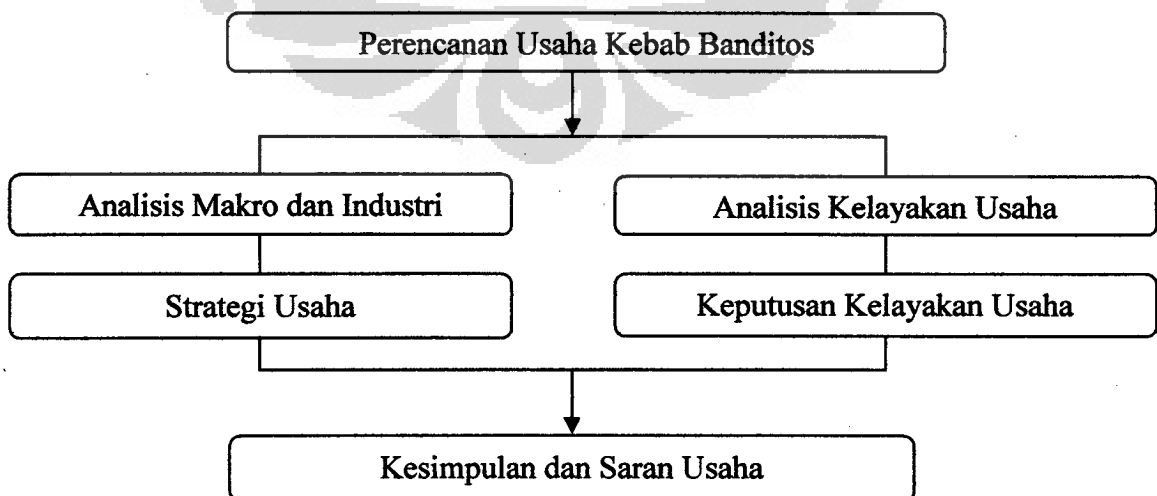 Perencanan Usaha Kebab Banditos
Analisis Makro dan Industri
Analisis Kelayakan Usaha
Strategi Usaha
Keputusan Kelayakan Usaha
Kesimpulan dan Saran Usaha